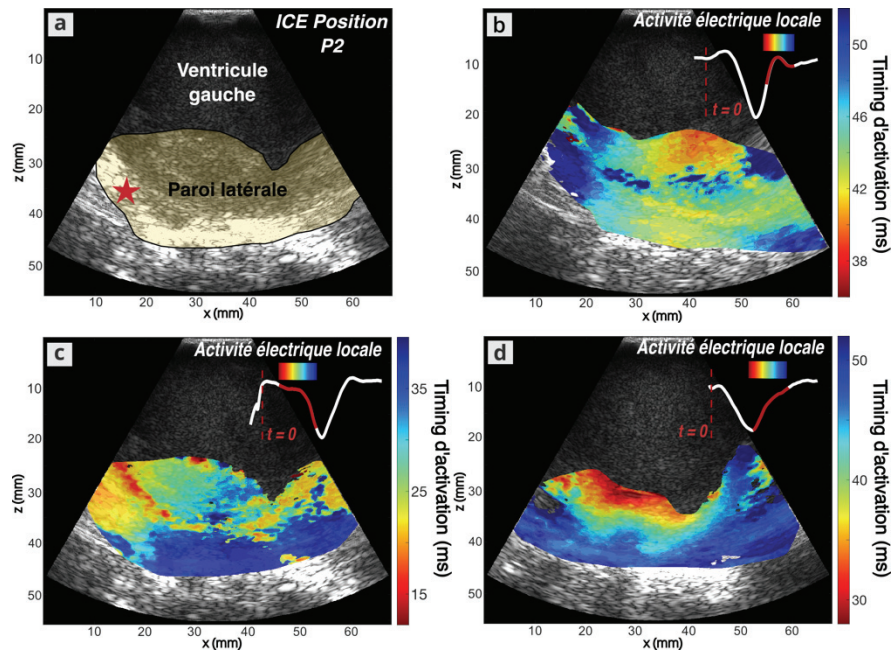 a
ICE Position
P2
Ventricule
gauche
Paroi latérale
10
20
30
40
50
z (mm)
10 20 30 40 50 60
x (mm)
b
Activité électrique locale
t = 0
10
20
30
40
50
z (mm)
10 20 30 40 50 60
x (mm)
50
46
42
38
Timing d'activation (ms)
c
Activité électrique locale
t = 0
10
20
30
40
50
z (mm)
10 20 30 40 50 60
x (mm)
35
25
15
Timing d'activation (ms)
d
Activité électrique locale
t = 0
10
20
30
40
50
z (mm)
10 20 30 40 50 60
x (mm)
50
40
30
Timing d'activation (ms)